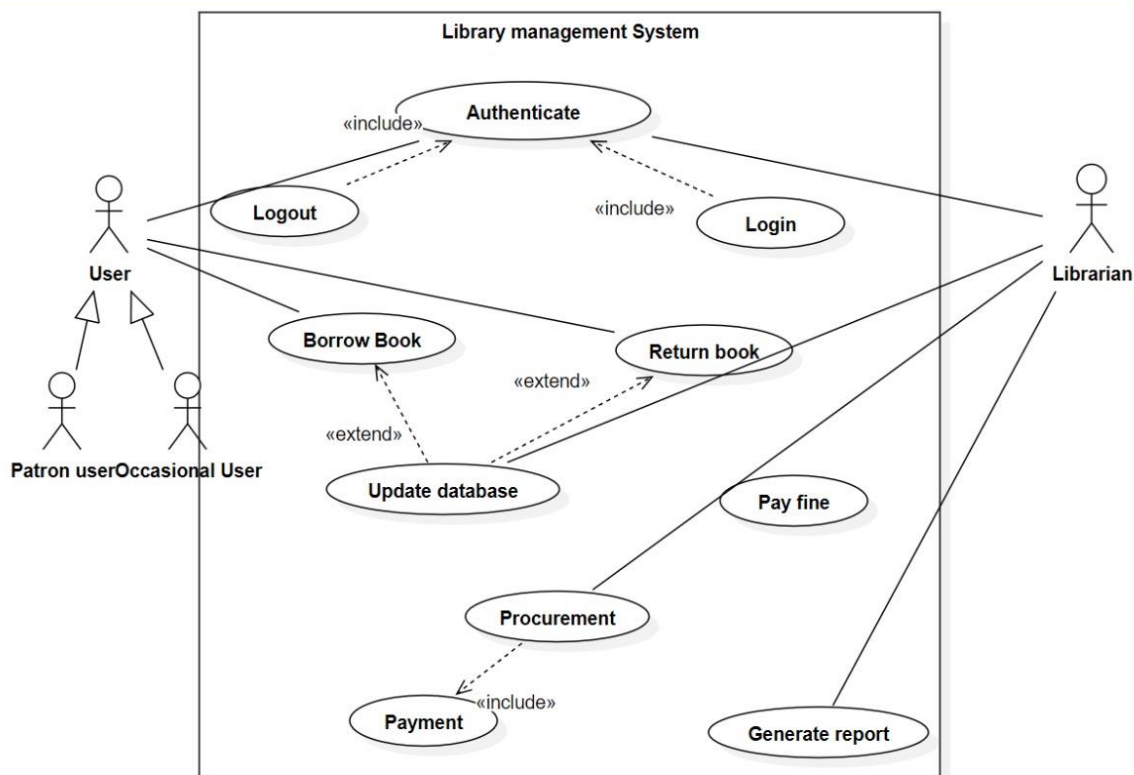 Library management System
Authenticate
«include»
Logout
«include»
Login
User
Librarian
Borrow Book
Return book
«extend»
«extend»
Patron user
Occasional User
Update database
Pay fine
Procurement
«include»
Payment
Generate report